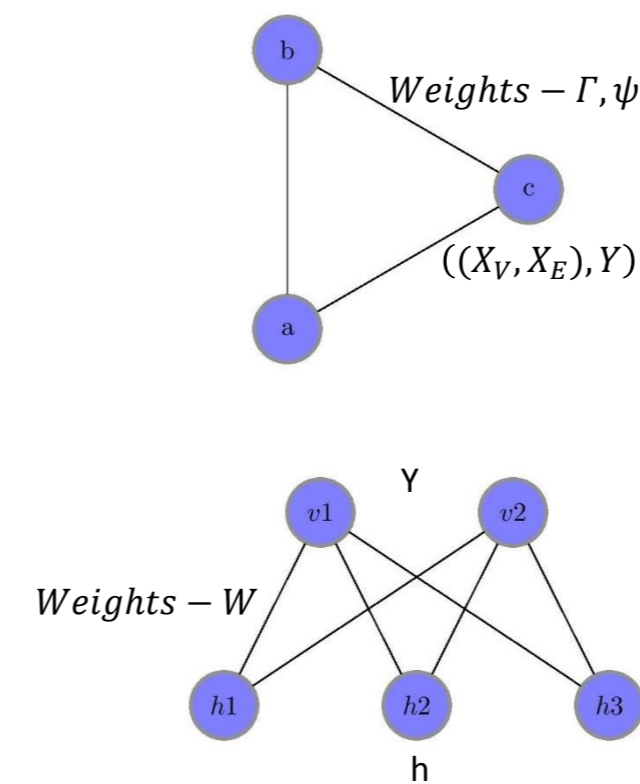 b
Weights − Γ, ψ
c
((X_V, X_E), Y)
a
Y
v1 v2
Weights − W
h1 h2 h3
h